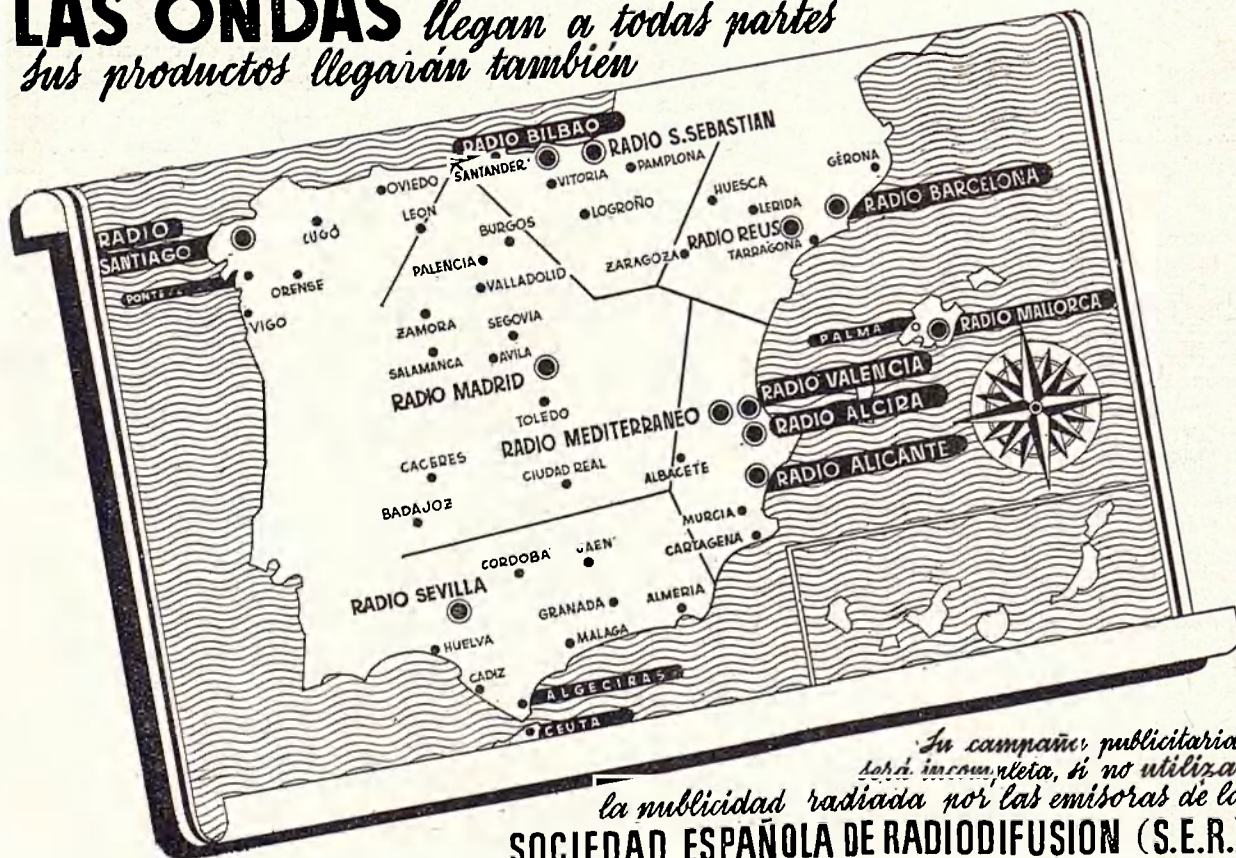 LAS ONDAS llegan a todas partes
sus productos llegarán también
RADIO BILBAO
RADIO S.SEBASTIAN
SANTANDER
PAMPLONA
VITORIA
OVIEDO
GERONA
HUESCA
LERIDA
RADIO BARCELONA
LEON
LOGROÑO
LUGO
BURGOS
RADIO REUS
TARRAGONA
RADIO
SANTIAGO
ZARAGOZA
PALENCIA
VALLADOLID
ORENSE
VIGO
ZAMORA
SEGOVIA
PALMA
RADIO MALLORCA
SALAMANCA
AVILA
RADIO MADRID
RADIO VALENCIA
TOLEDO
RADIO MEDITERRANEO
RADIO ALCIRA
CACERES
CIUDAD REAL
ALBACETE
RADIO ALICANTE
BADAJOZ
MURCIA
CARTAGENA
CORDOBA
JAEN
RADIO SEVILLA
GRANADA
ALMERIA
HUELVA
MALAGA
CADIZ
ALGECIRAS
CEUTA
Su campaña publicitaria
será incompleta, si no utiliza
la publicidad radiada por las emisoras de la
SOCIEDAD ESPAÑOLA DE RADIODIFUSION (S.E.R.)